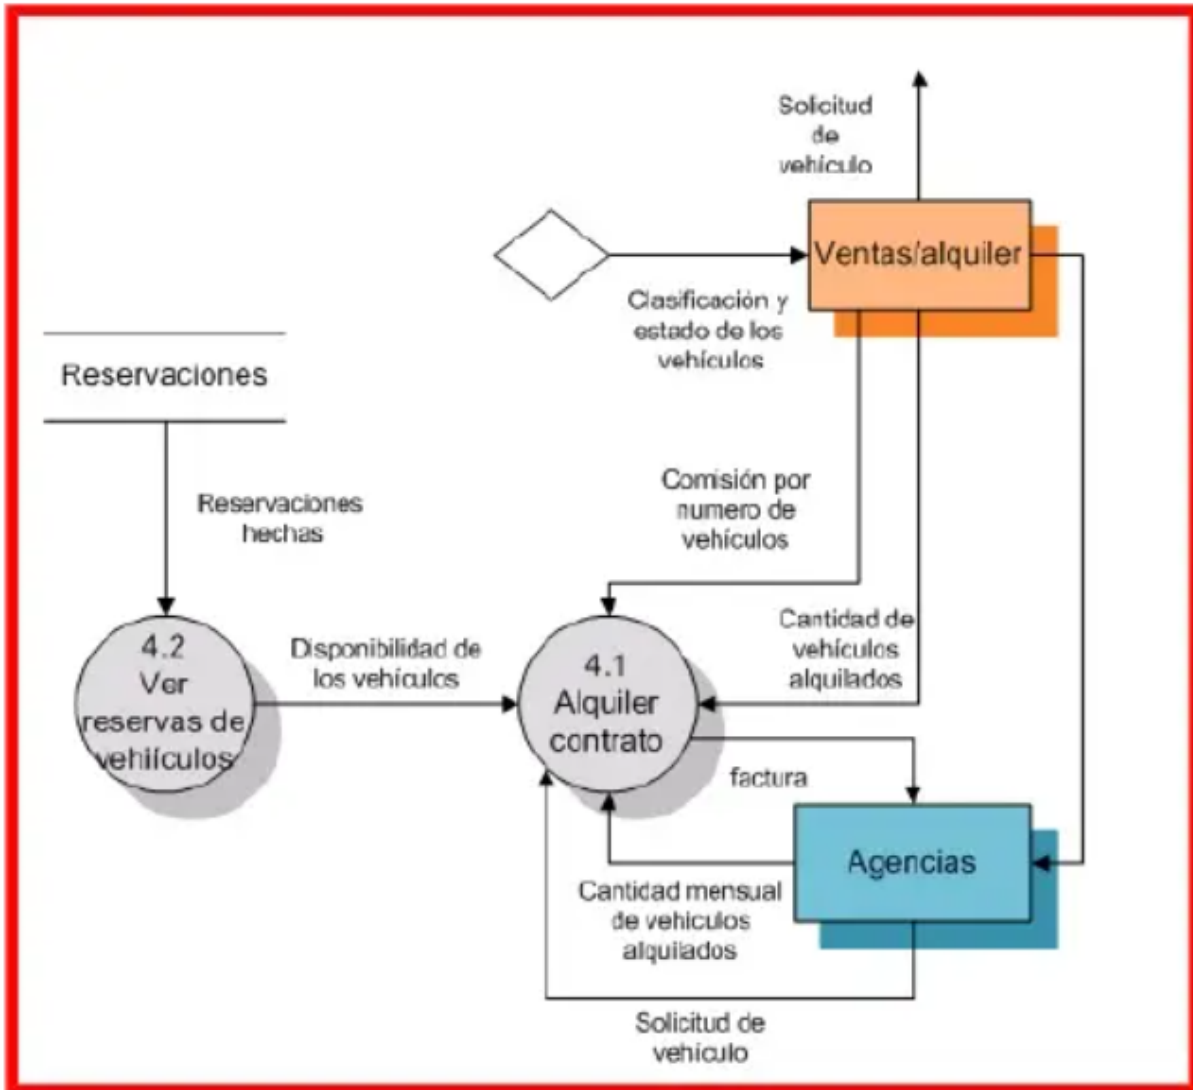 Solicitud
de
vehículo
Ventas/alquiler
Clasificación y
estado de los
vehículos
Reservaciones
Reservaciones
hechas
Comisión por
numero de
vehículos
4.2
Ver
reservas de
vehiículos
Disponibilidad de
los vehículos
4.1
Alquiler
contrato
Cantidad de
vehículos
alquilados
factura
Agencias
Cantidad mensual
de vehiculos
alquilados
Solicitud de
vehículo